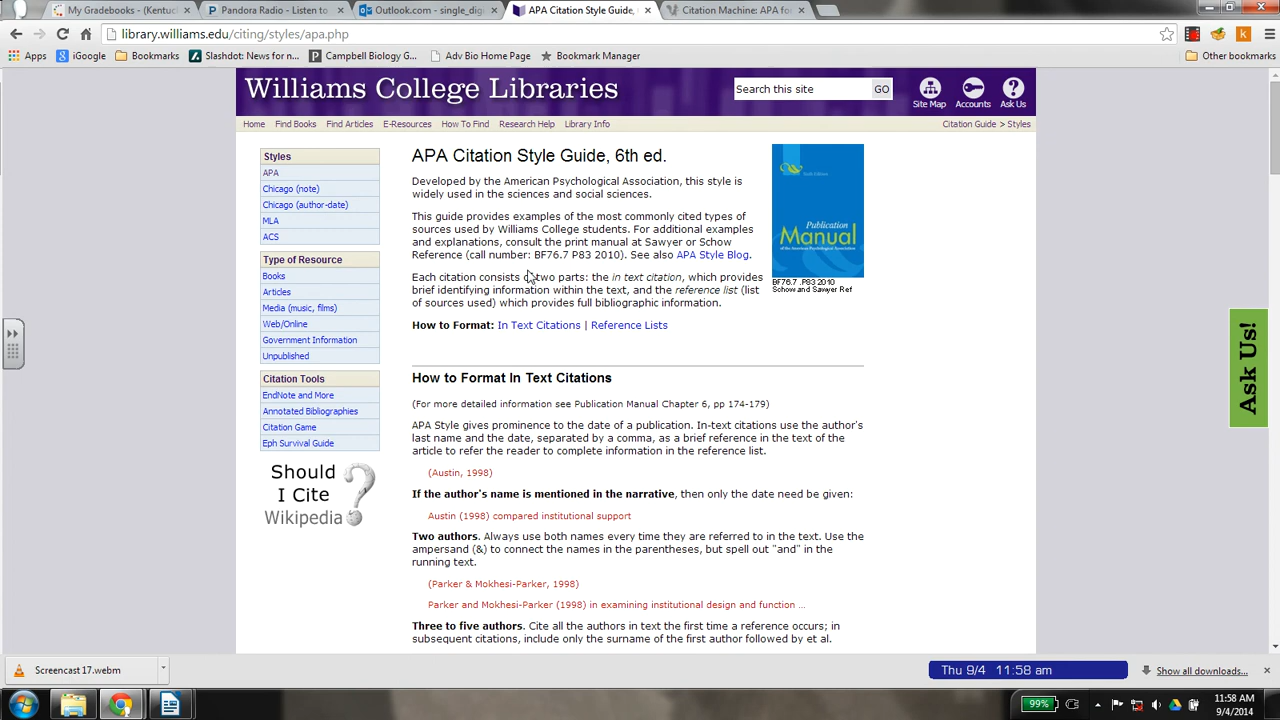 My Gradebooks - (Kentuc
Pandora Radio - Listen to
Outlook.com - single_digi
APA Citation Style Guide,
Citation Machine: APA for
library.williams.edu/citing/styles/apa.php
Apps
iGoogle
Bookmarks
Slashdot: News for n...
Campbell Biology G...
Adv Bio Home Page
Bookmark Manager
Other bookmarks
Williams College Libraries
Search this site
GO
Site Map
Accounts
Ask Us
Home
Find Books
Find Articles
E-Resources
How To Find
Research Help
Library Info
Citation Guide > Styles
Styles
APA
Chicago (note)
Chicago (author-date)
MLA
ACS
Type of Resource
Books
Articles
Media (music, films)
Web/Online
Government Information
Unpublished
Citation Tools
EndNote and More
Annotated Bibliographies
Citation Game
Eph Survival Guide
Should
I Cite
Wikipedia
?
APA Citation Style Guide, 6th ed.
Developed by the American Psychological Association, this style is
widely used in the sciences and social sciences.
This guide provides examples of the most commonly cited types of
sources used by Williams College students. For additional examples
and explanations, consult the print manual at Sawyer or Schow
Reference (call number: BF76.7 P83 2010). See also APA Style Blog.
Each citation consists of two parts: the in text citation, which provides
brief identifying information within the text, and the reference list (list
of sources used) which provides full bibliographic information.
How to Format: In Text Citations | Reference Lists
Sixth Edition
Publication
Manual
BF76.7 .P83 2010
Schow and Sawyer Ref
How to Format In Text Citations
(For more detailed information see Publication Manual Chapter 6, pp 174-179)
APA Style gives prominence to the date of a publication. In-text citations use the author's
last name and the date, separated by a comma, as a brief reference in the text of the
article to refer the reader to complete information in the reference list.
(Austin, 1998)
If the author's name is mentioned in the narrative, then only the date need be given:
Austin (1998) compared institutional support
Two authors. Always use both names every time they are referred to in the text. Use the
ampersand (&) to connect the names in the parentheses, but spell out "and" in the
running text.
(Parker & Mokhesi-Parker, 1998)
Parker and Mokhesi-Parker (1998) in examining institutional design and function ...
Three to five authors. Cite all the authors in text the first time a reference occurs; in
subsequent citations, include only the surname of the first author followed by et al.
Ask Us!
Screencast 17.webm
Thu 9/4 11:58 am
Show all downloads...
99%
11:58 AM
9/4/2014